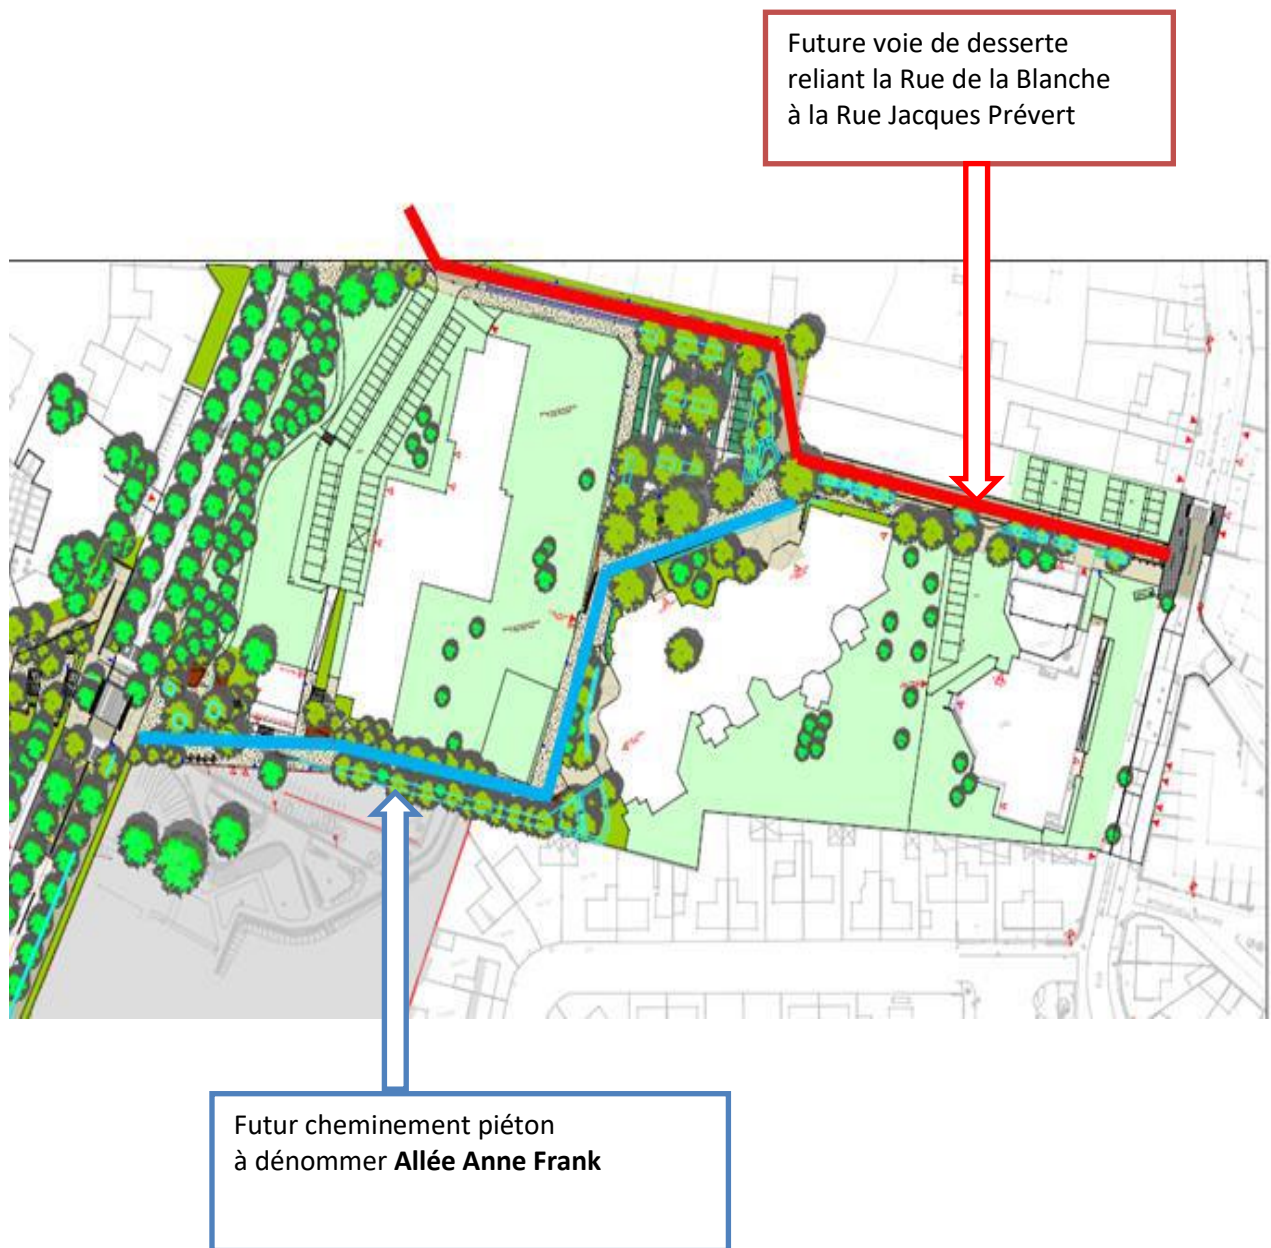 Future voie de desserte
reliant la Rue de la Blanche
à la Rue Jacques Prévert
Futur cheminement piéton
à dénommer Allée Anne Frank